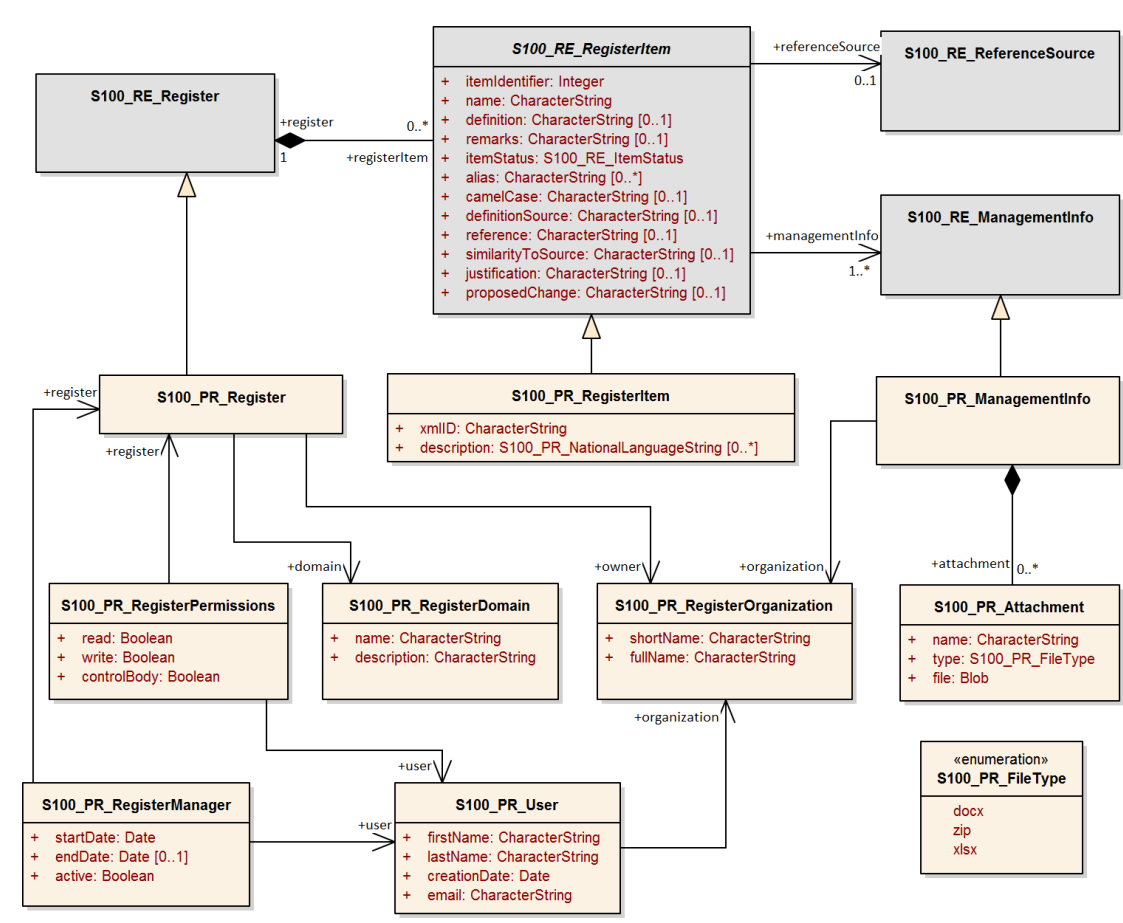 S100_RE_Register
+register
1
0..*
+registerItem
S100_RE_RegisterItem
+ itemIdentifier: Integer
+ name: CharacterString
+ definition: CharacterString [0..1]
+ remarks: CharacterString [0..1]
+ itemStatus: S100_RE_ItemStatus
+ alias: CharacterString [0..*]
+ camelCase: CharacterString [0..1]
+ definitionSource: CharacterString [0..1]
+ reference: CharacterString [0..1]
+ similarityToSource: CharacterString [0..1]
+ justification: CharacterString [0..1]
+ proposedChange: CharacterString [0..1]
+referenceSource
0..1
S100_RE_ReferenceSource
+managementInfo
1..*
S100_RE_ManagementInfo
+register
S100_PR_Register
+register
S100_PR_RegisterItem
+ xmlID: CharacterString
+ description: S100_PR_NationalLanguageString [0..*]
S100_PR_ManagementInfo
+domain
+owner
+organization
+attachment
0..*
S100_PR_RegisterPermissions
+ read: Boolean
+ write: Boolean
+ controlBody: Boolean
S100_PR_RegisterDomain
+ name: CharacterString
+ description: CharacterString
S100_PR_RegisterOrganization
+ shortName: CharacterString
+ fullName: CharacterString
S100_PR_Attachment
+ name: CharacterString
+ type: S100_PR_FileType
+ file: Blob
+organization
+user
S100_PR_RegisterManager
+ startDate: Date
+ endDate: Date [0..1]
+ active: Boolean
+user
S100_PR_User
+ firstName: CharacterString
+ lastName: CharacterString
+ creationDate: Date
+ email: CharacterString
«enumeration»
S100_PR_FileType
docx
zip
xlsx